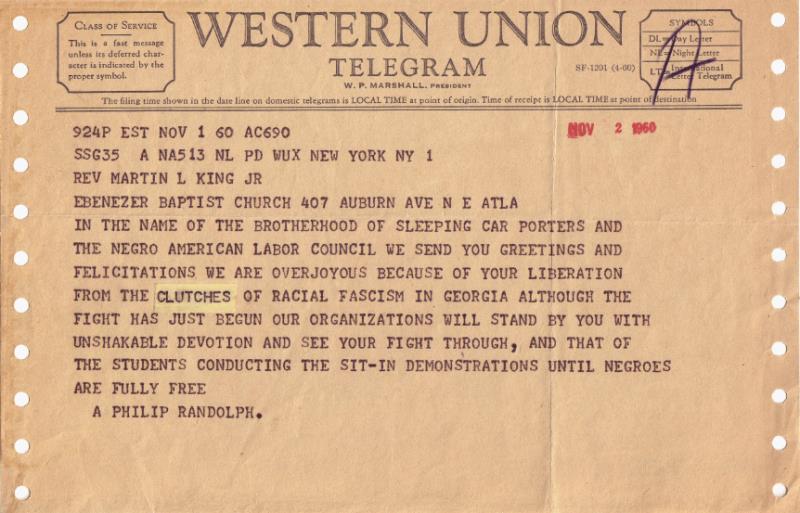 CLASS OF SERVICE
This is a fast message
unless its deferred char-
acter is indicated by the
proper symbol.
WESTERN UNION
TELEGRAM
W. P. MARSHALL, PRESIDENT
SF-1201 (4-60)
SYMBOLS
DL=Day Letter
NL=Night Letter
LT=International
Letter Telegram
The filing time shown in the date line on domestic telegrams is LOCAL TIME at point of origin. Time of receipt is LOCAL TIME at point of destination
924P EST NOV 1 60 AC690
NOV 2 1960
SSG35 A NA513 NL PD WUX NEW YORK NY 1
REV MARTIN L KING JR
EBENEZER BAPTIST CHURCH 407 AUBURN AVE N E ATLA
IN THE NAME OF THE BROTHERHOOD OF SLEEPING CAR PORTERS AND
THE NEGRO AMERICAN LABOR COUNCIL WE SEND YOU GREETINGS AND
FELICITATIONS WE ARE OVERJOYOUS BECAUSE OF YOUR LIBERATION
FROM THE CLUTCHES OF RACIAL FASCISM IN GEORGIA ALTHOUGH THE
FIGHT HAS JUST BEGUN OUR ORGANIZATIONS WILL STAND BY YOU WITH
UNSHAKABLE DEVOTION AND SEE YOUR FIGHT THROUGH, AND THAT OF
THE STUDENTS CONDUCTING THE SIT-IN DEMONSTRATIONS UNTIL NEGROES
ARE FULLY FREE
A PHILIP RANDOLPH.